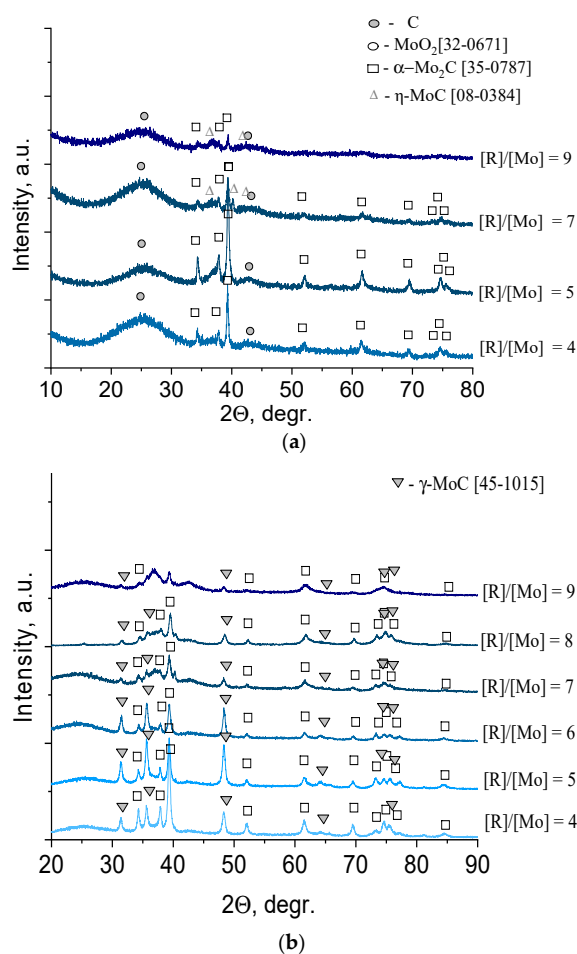 - C
- MoO2[32-0671]
- α-Mo2C [35-0787]
- η-MoC [08-0384]
Intensity, a.u.
[R]/[Mo] = 9
[R]/[Mo] = 7
[R]/[Mo] = 5
[R]/[Mo] = 4
10 20 30 40 50 60 70 80
2Θ, degr.
(a)
- γ-MoC [45-1015]
Intensity, a.u.
[R]/[Mo] = 9
[R]/[Mo] = 8
[R]/[Mo] = 7
[R]/[Mo] = 6
[R]/[Mo] = 5
[R]/[Mo] = 4
20 30 40 50 60 70 80 90
2Θ, degr.
(b)